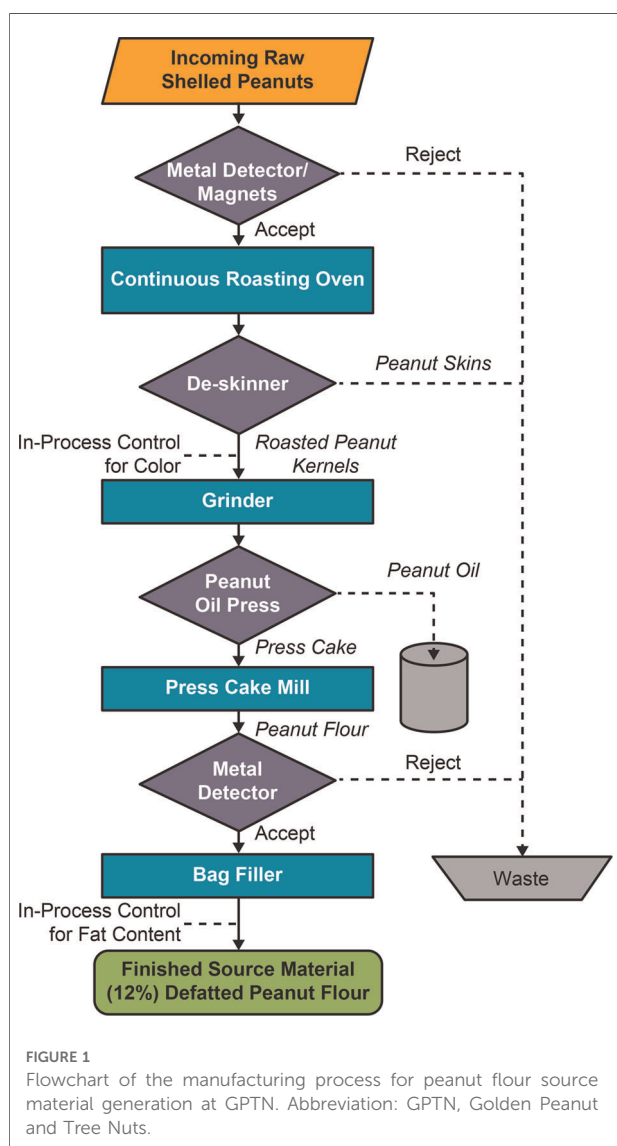 Incoming Raw
Shelled Peanuts
Metal Detector/
Magnets
Reject
Accept
Continuous Roasting Oven
De-skinner
Peanut Skins
In-Process Control
for Color
Roasted Peanut
Kernels
Grinder
Peanut
Oil Press
Peanut Oil
Press Cake
Press Cake Mill
Peanut Flour
Metal
Detector
Reject
Accept
Bag Filler
Waste
In-Process Control
for Fat Content
Finished Source Material
(12%) Defatted Peanut Flour
FIGURE 1
Flowchart of the manufacturing process for peanut flour source
material generation at GPTN. Abbreviation: GPTN, Golden Peanut
and Tree Nuts.